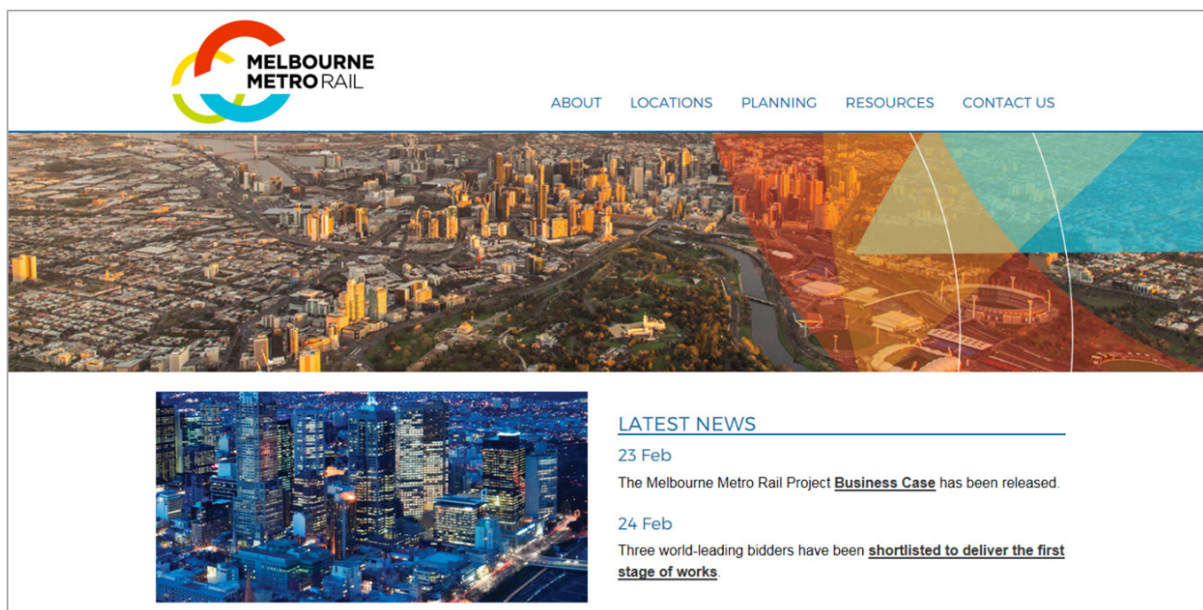 MELBOURNE
METRO RAIL
ABOUT LOCATIONS PLANNING RESOURCES CONTACT US
LATEST NEWS
23 Feb
The Melbourne Metro Rail Project Business Case has been released.
24 Feb
Three world-leading bidders have been shortlisted to deliver the first
stage of works.